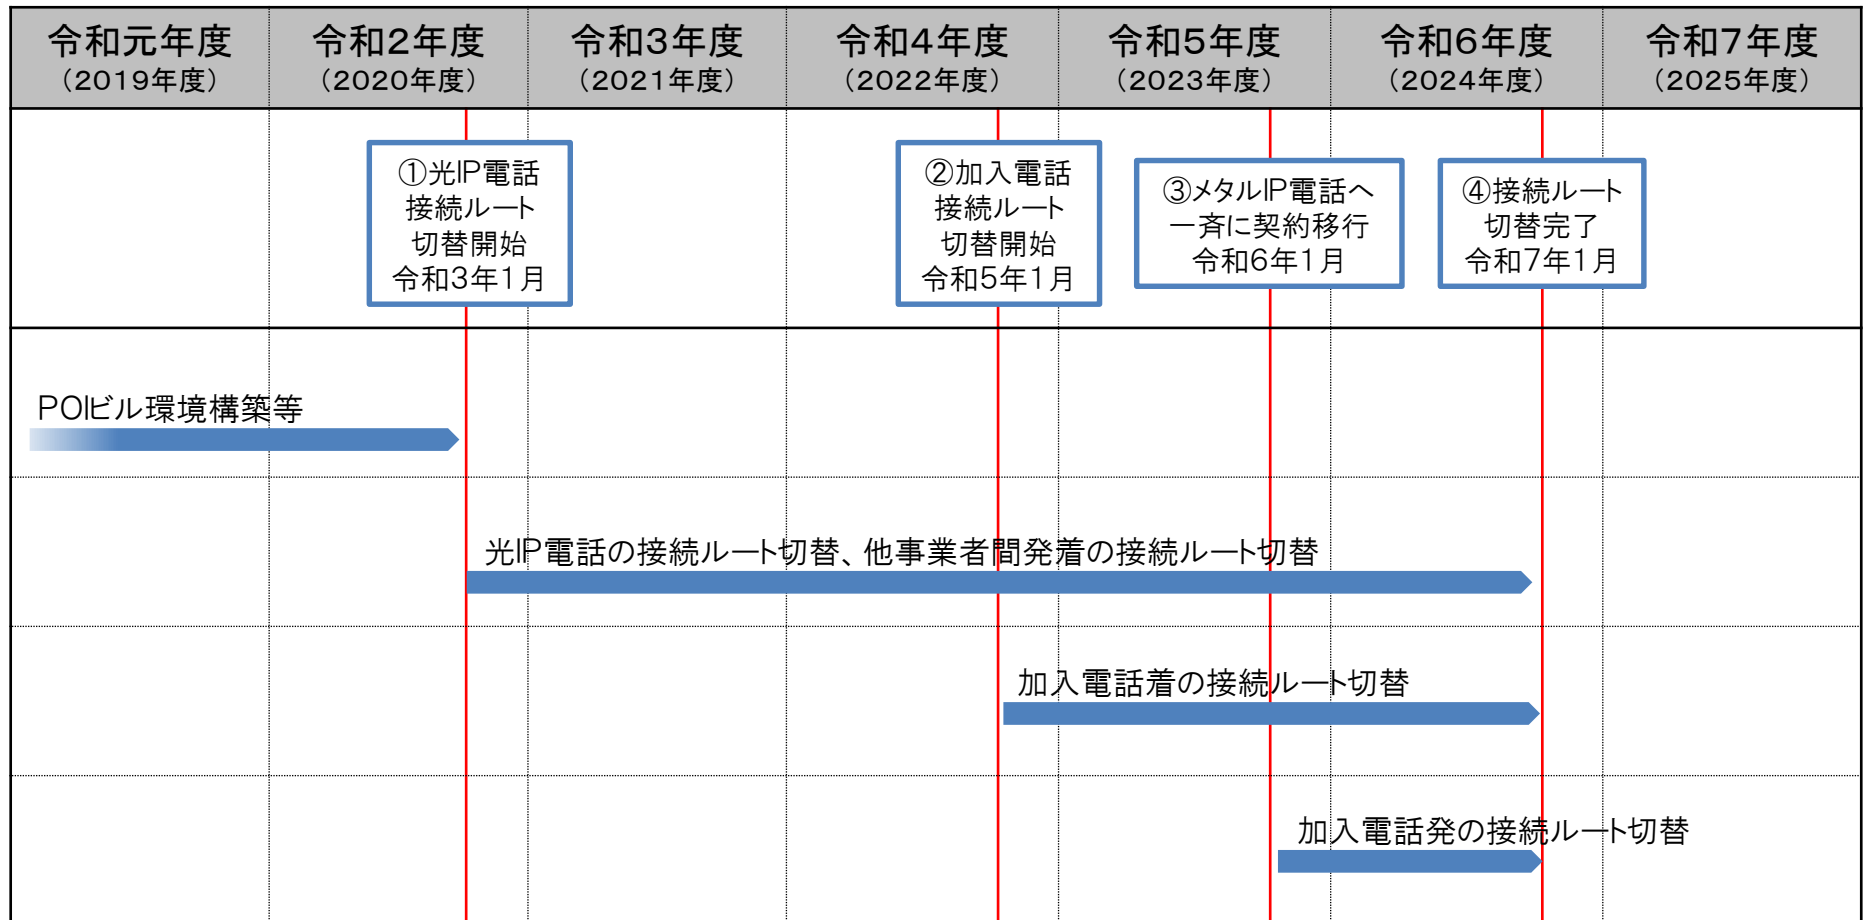 令和元年度
（2019年度）
令和2年度
（2020年度）
令和3年度
（2021年度）
令和4年度
（2022年度）
令和5年度
（2023年度）
令和6年度
（2024年度）
令和7年度
（2025年度）
①光IP電話
接続ルート
切替開始
令和3年1月
②加入電話
接続ルート
切替開始
令和5年1月
③メタルIP電話へ
一斉に契約移行
令和6年1月
④接続ルート
切替完了
令和7年1月
POIビル環境構築等
光IP電話の接続ルート切替、他事業者間発着の接続ルート切替
加入電話着の接続ルート切替
加入電話発の接続ルート切替